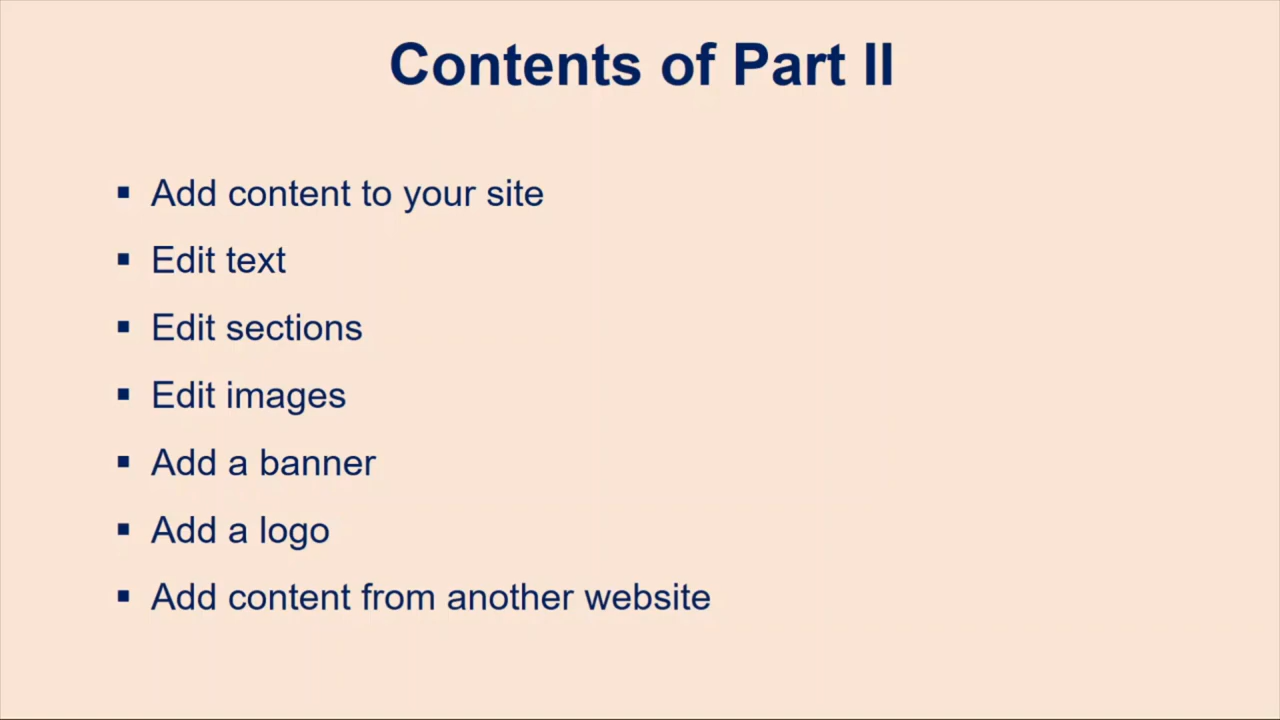 Contents of Part II
▪ Add content to your site
▪ Edit text
▪ Edit sections
▪ Edit images
▪ Add a banner
▪ Add a logo
▪ Add content from another website